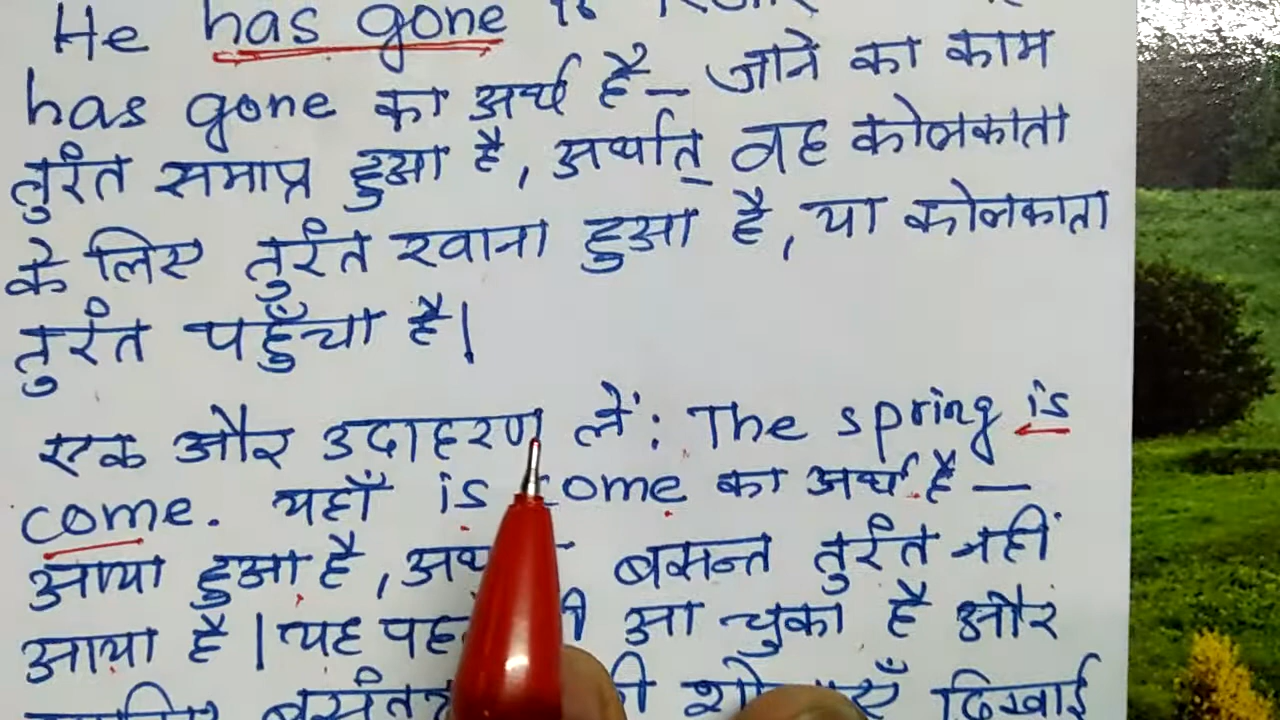 He has gone
has gone का अर्थ है— जाने का काम
तुरंत समाप्त हुआ है, अर्थात् वह कोलकाता
के लिए तुरंत रवाना हुआ है, या कोलकाता
तुरंत पहुँचा है|
एक और उदाहरण लें: The spring is
come. यहाँ is come का अर्थ है —
आया हुआ है, बसन्त तुरंत नहीं
आया है | यह आ चुका है और
दिखाई